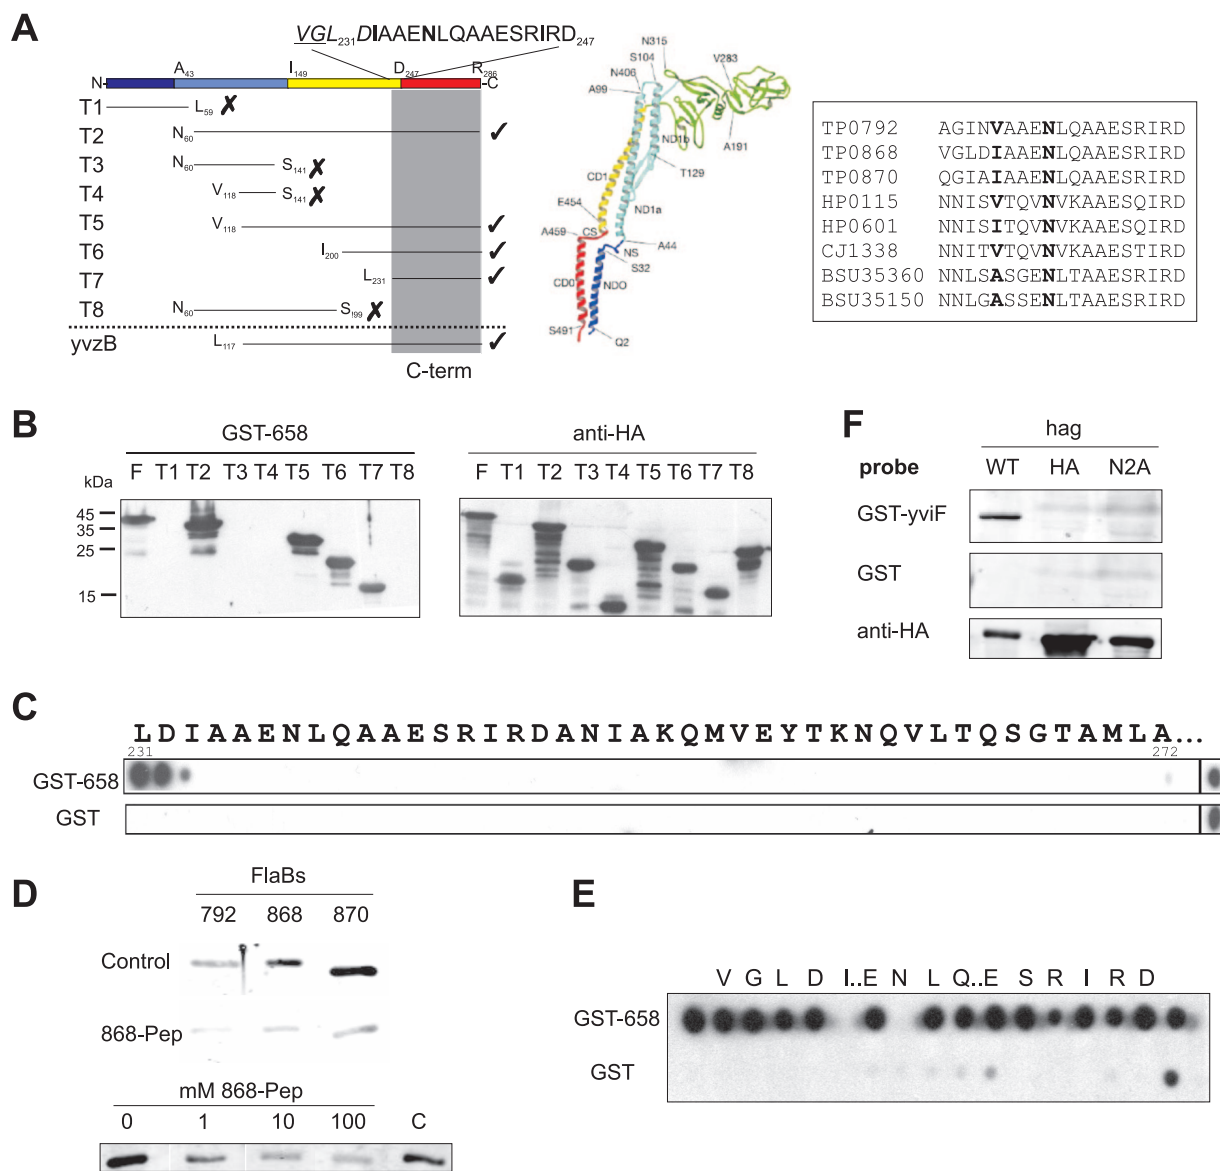 A
VGL231DIAAENLQAAESRIRD247
N- A43 I149 D247 R286 -C
T1 L59 ✗
T2 N60 ✓
T3 N60 S141 ✗
T4 V118 S141 ✗
T5 V118 ✓
T6 I200 ✓
T7 L231 ✓
T8 N60 S199 ✗
yvzB L117 ✓
C-term
N315
S104
V283
N406
A99
ND1b
A191
T129
CD1
ND1a
E454
A459
CS
A44
NS
S32
CD0
NDO
S491
Q2
TP0792 AGINVAAENLQAAESRIRD
TP0868 VGLDIAAENLQAAESRIRD
TP0870 QGIAIAAENLQAAESRIRD
HP0115 NNISVTQVNVKAAESQIRD
HP0601 NNISITQVNVKAAESRIRD
CJ1338 NNITVTQVNVKAAESTIRD
BSU35360 NNLSASGENLTAAESRIRD
BSU35150 NNLGASSENLTAAESRIRD
B
GST-658 anti-HA
F T1 T2 T3 T4 T5 T6 T7 T8 F T1 T2 T3 T4 T5 T6 T7 T8
kDa
45
35
25
15
F
hag
probe WT HA N2A
GST-yviF
GST
anti-HA
C
L D I A A E N L Q A A E S R I R D A N I A K Q M V E Y T K N Q V L T Q S G T A M L A...
231 272
GST-658
GST
D
FlaBs
792 868 870
Control
868-Pep
mM 868-Pep
0 1 10 100 C
E
V G L D I..E N L Q..E S R I R D
GST-658
GST